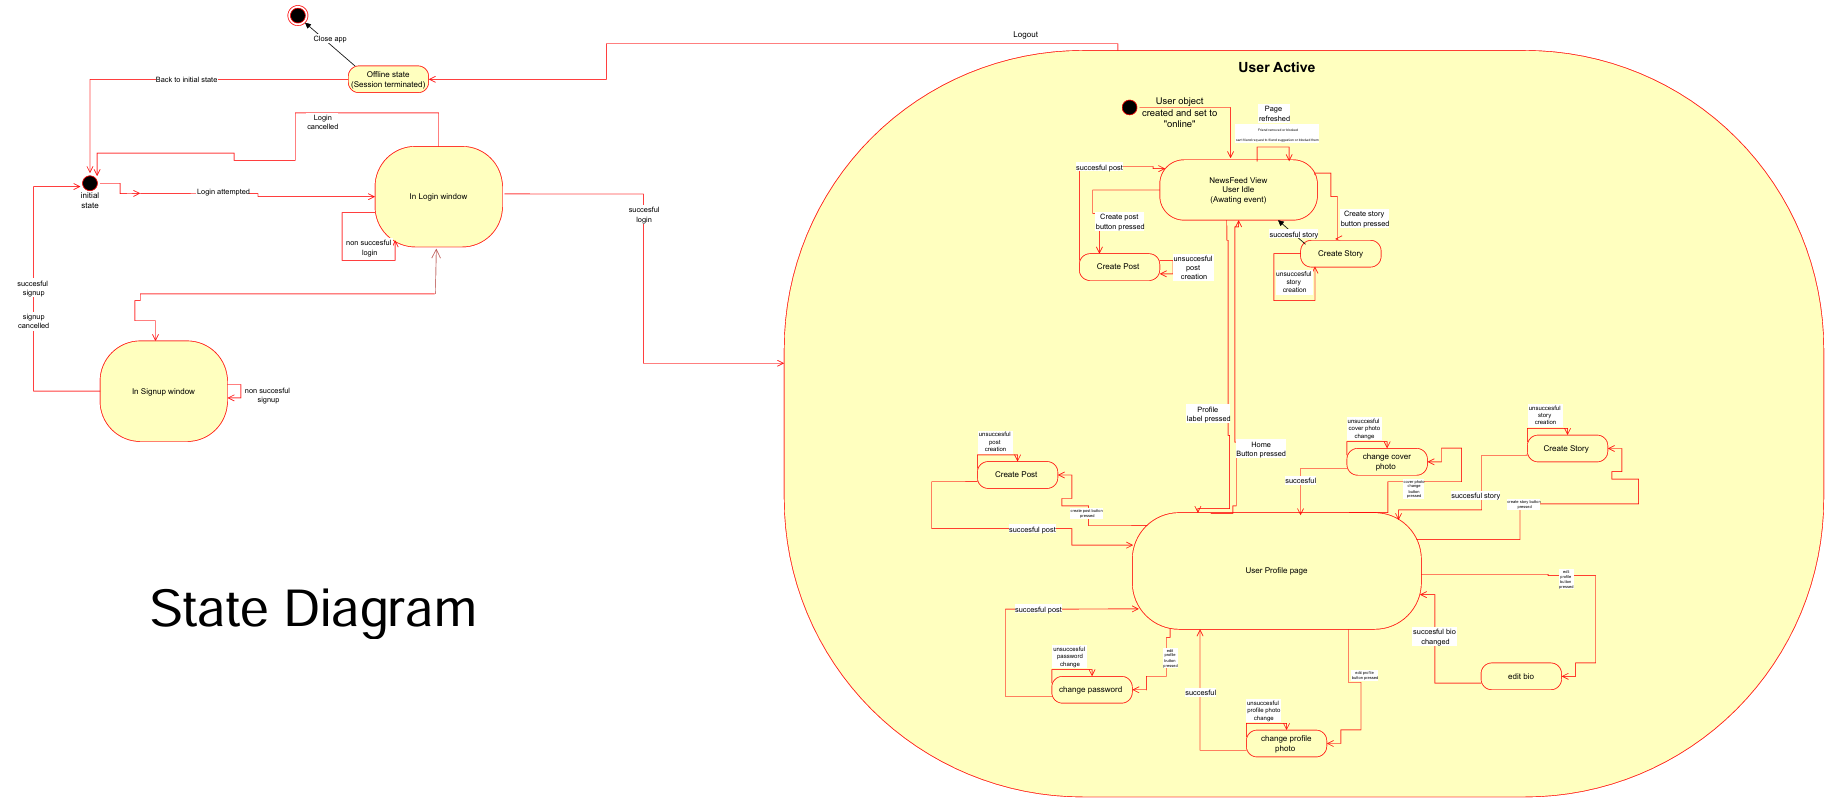 Close app
Logout
Offline state
(Session terminated)
Back to initial state
User Active
Login
cancelled
User object
created and set to
"online"
Page
refreshed
Friend removed or blocked
succesful post
initial
state
Login attempted
In Login window
NewsFeed View
User Idle
(Awating event)
succesful
login
Create post
button pressed
Create story
button pressed
non succesful
login
succesful story
Create Story
Create Post
unsuccesful
post
creation
unsuccesful
story
creation
succesful
signup
signup
cancelled
In Signup window
non succesful
signup
Profile
label pressed
Home
Button pressed
unsuccesful
post
creation
Create Post
create post button
pressed
succesful post
unsuccesful
cover photo
change
change cover
photo
succesful
cover photo
change
button
pressed
unsuccesful
story
creation
Create Story
succesful story
create story button
pressed
User Profile page
State Diagram
edit
profile
button
pressed
succesful bio
changed
edit bio
succesful post
unsuccesful
password
change
change password
edit
profile
button
pressed
succesful
unsuccesful
profile photo
change
change profile
photo
edit profile
button pressed